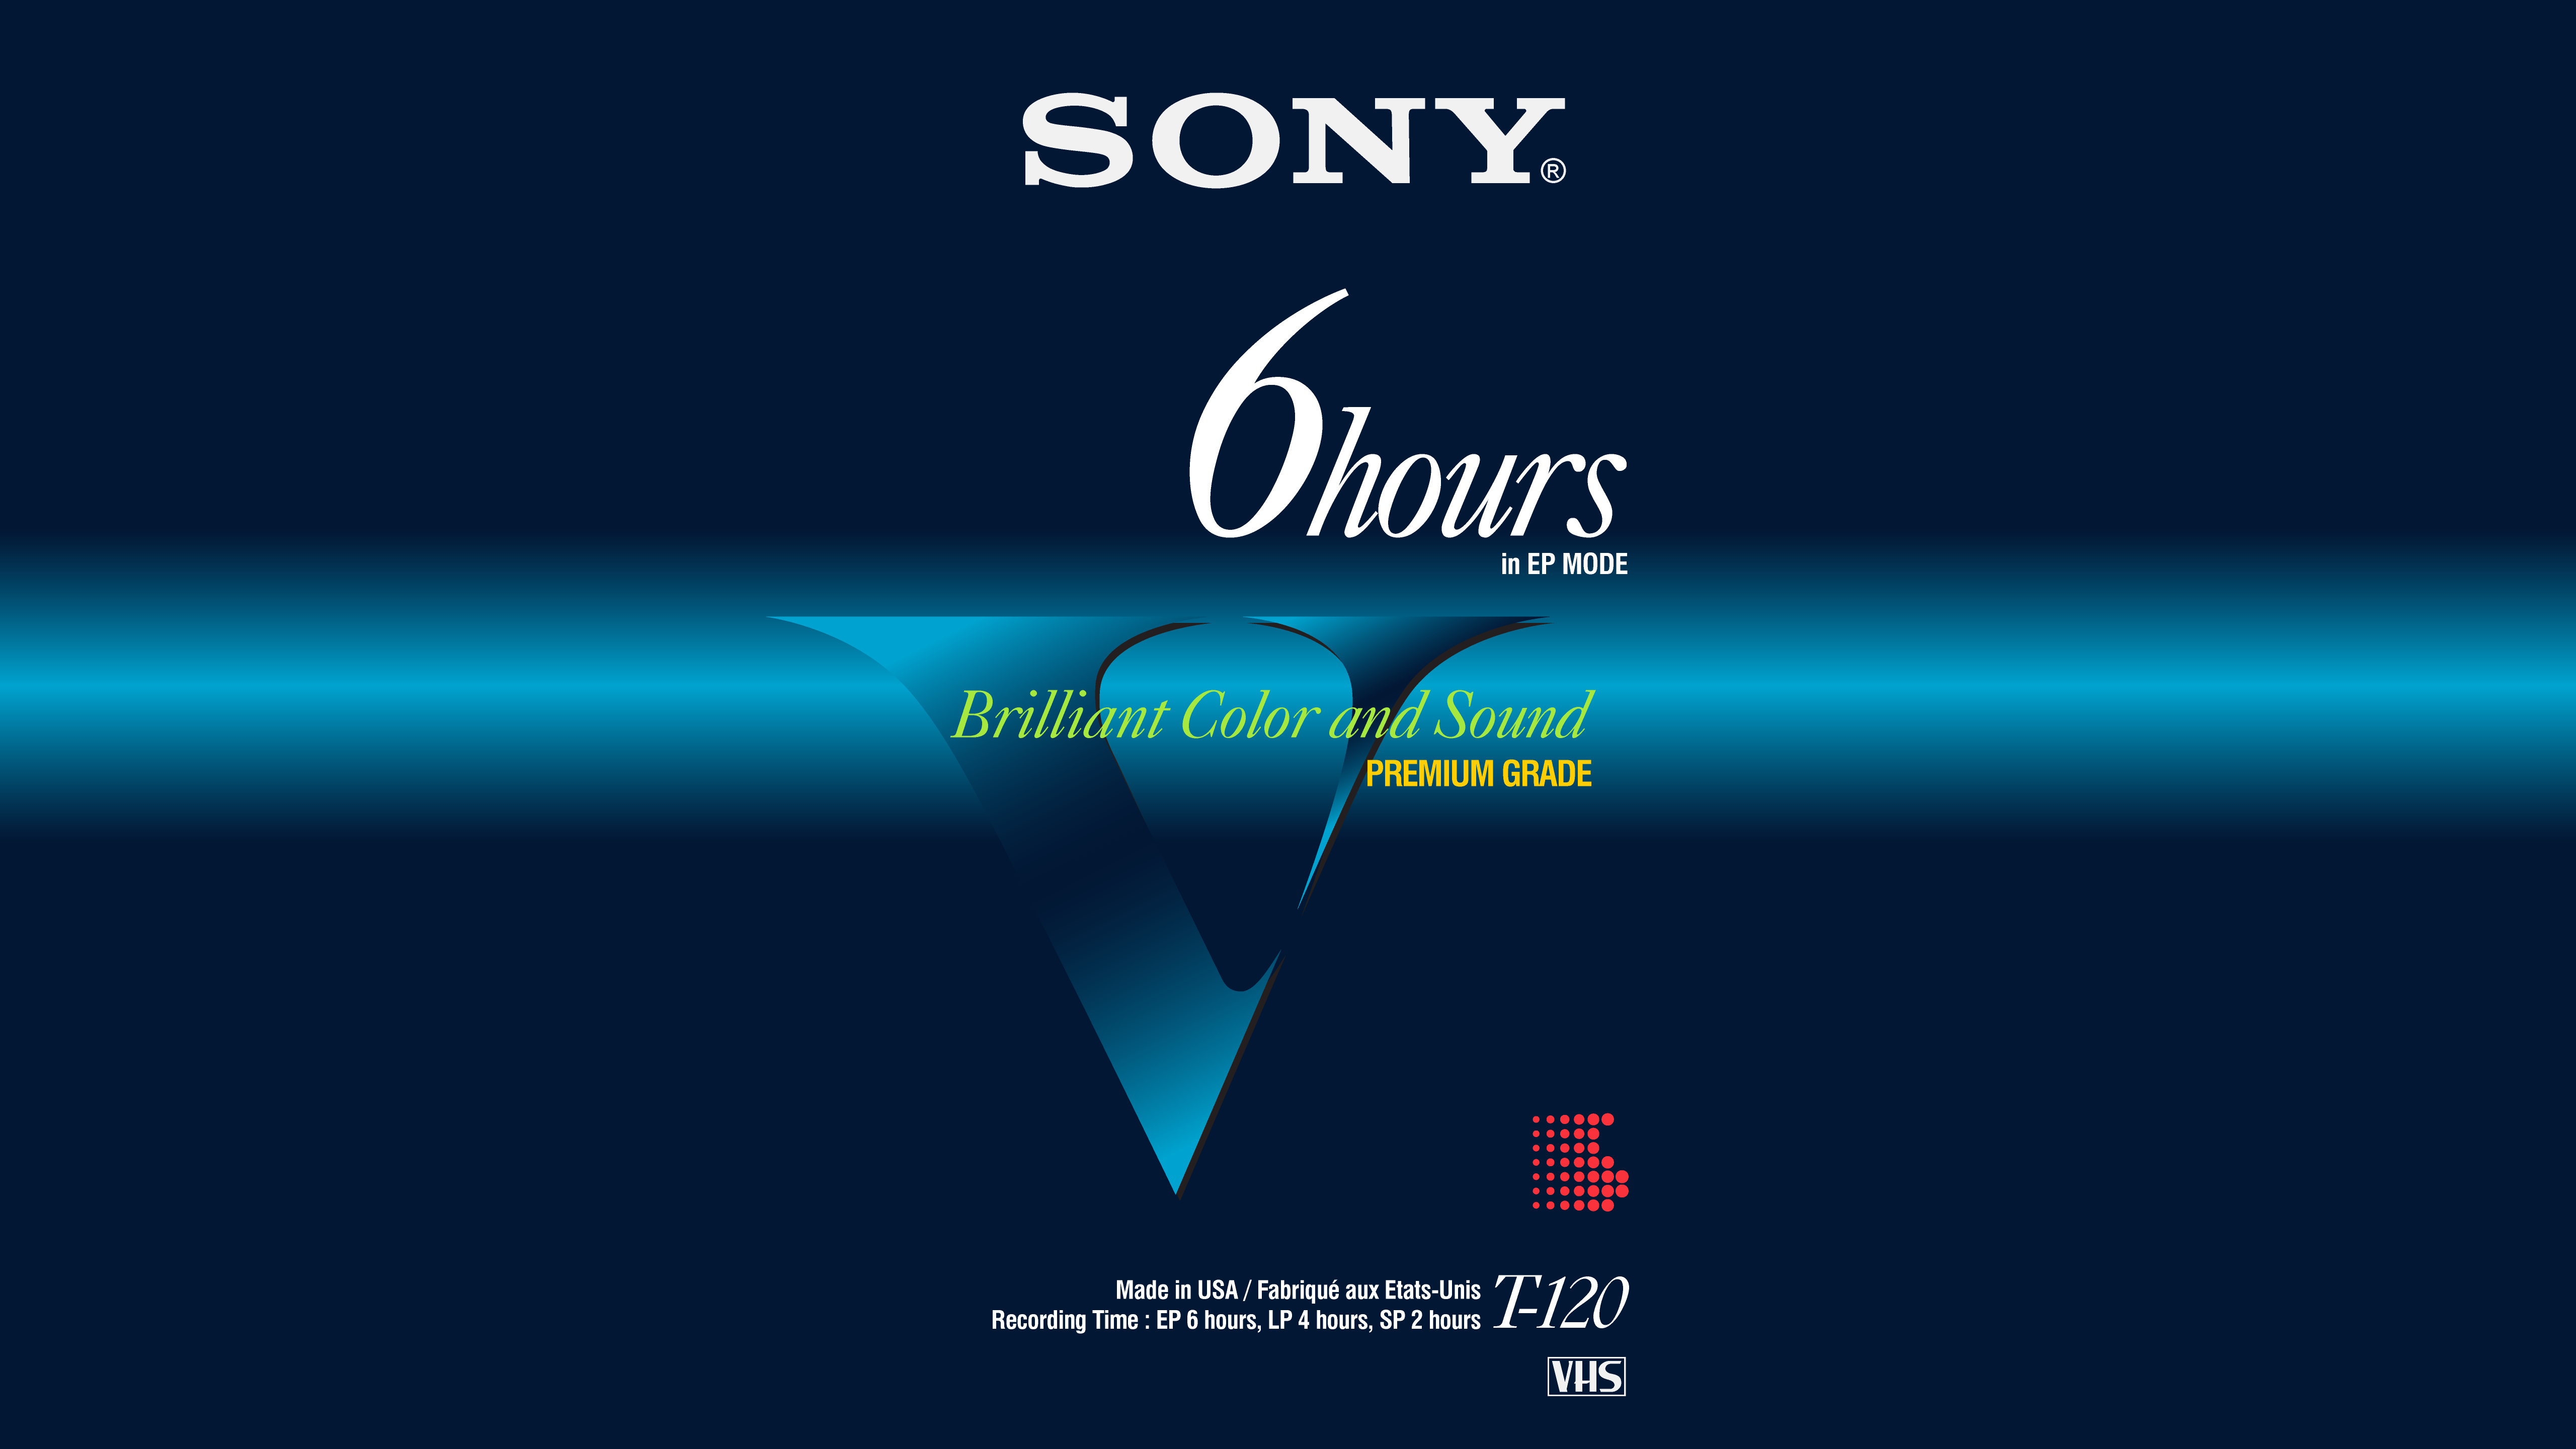 SONY®
6hours
in EP MODE
V
Brilliant Color and Sound
PREMIUM GRADE
Made in USA / Fabriqué aux Etats-Unis
Recording Time : EP 6 hours, LP 4 hours, SP 2 hours
T-120
VHS